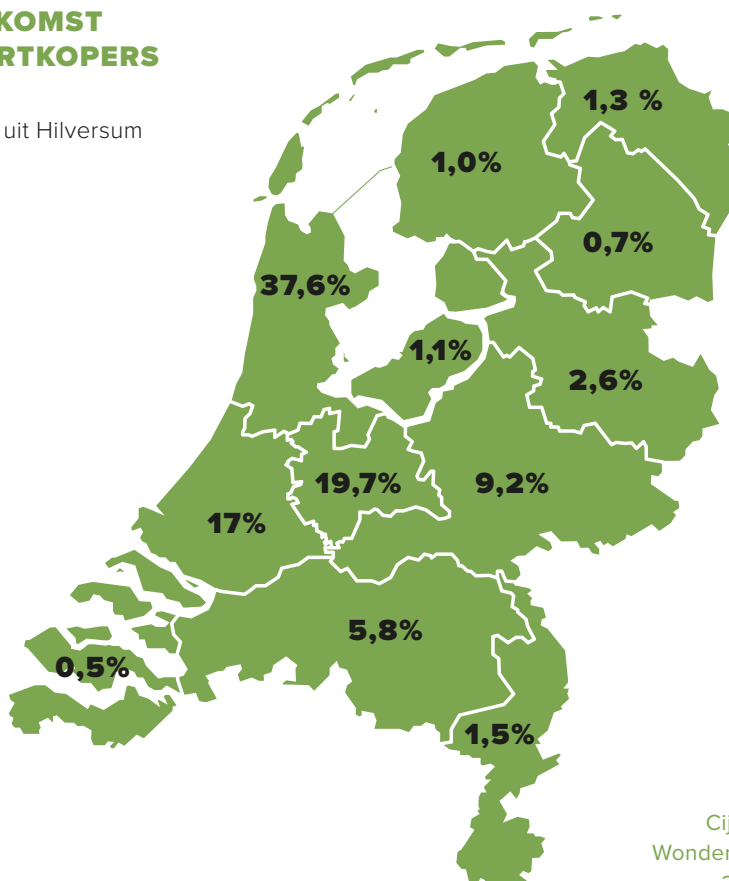 KOMST
RTKOPERS
uit Hilversum
1,3 %
1,0%
0,7%
37,6%
1,1%
2,6%
19,7%
9,2%
17%
5,8%
0,5%
1,5%
Cij
Wonder